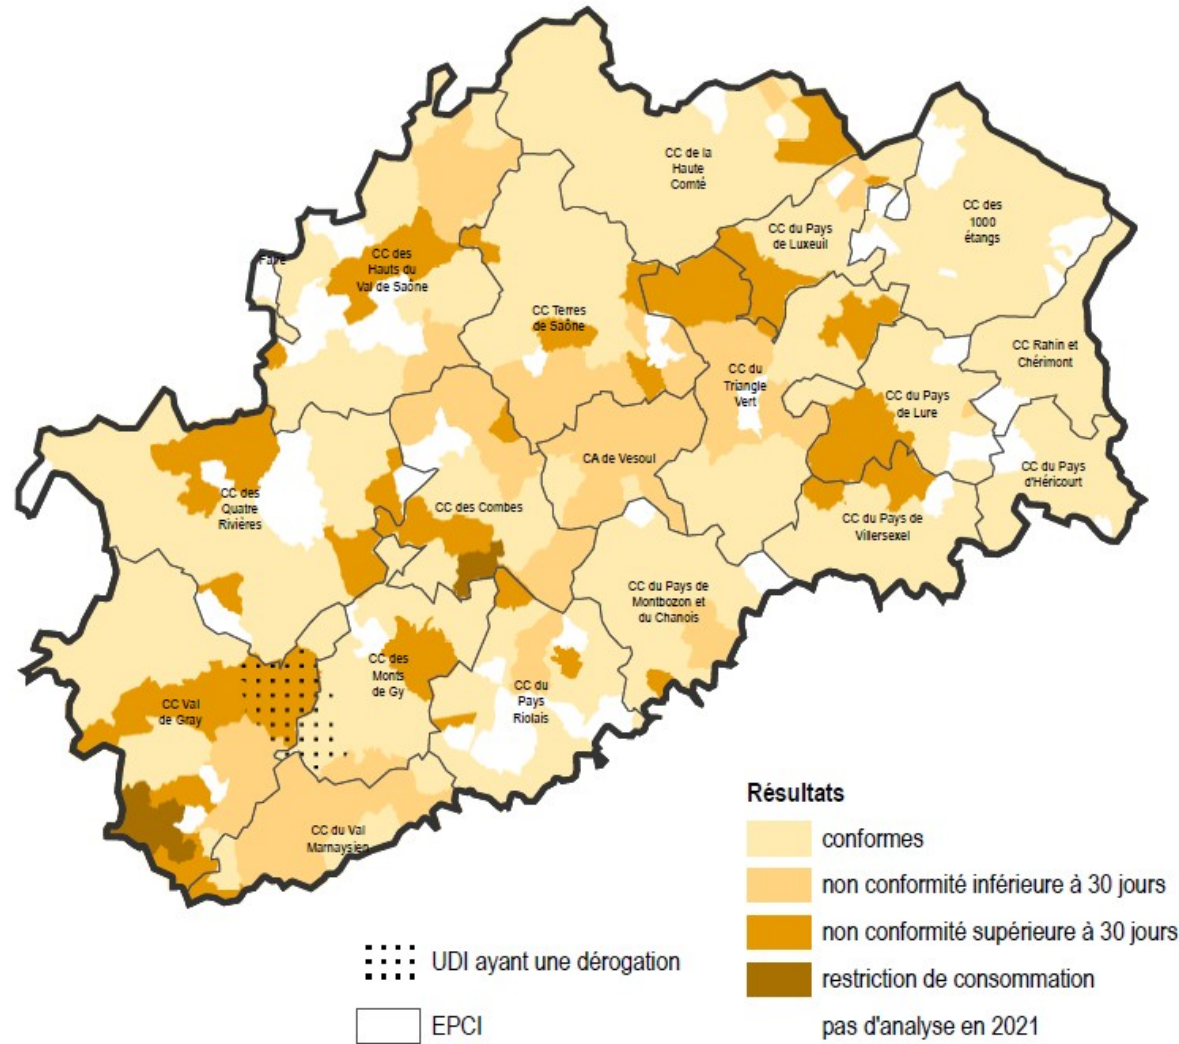 CC de la
Haute
Comté
CC des
1000
étangs
CC du Pays
de Luxeuil
CC des
Hauts du
Val de Saône
CC Terres
de Saône
CC Rahin et
Chérimont
CC du
Triangle
Vert
CC du Pays
de Lure
CA de Vesoul
CC du Pays
d'Héricourt
CC des
Quatre
Rivières
CC des Combes
CC du Pays de
Villersexel
CC du Pays de
Montbozon et
du Chanois
CC des
Monts
de Gy
CC du
Pays
Riolais
CC Val
de Gray
CC du Val
Marnaysien
Résultats
conformes
non conformité inférieure à 30 jours
non conformité supérieure à 30 jours
restriction de consommation
pas d'analyse en 2021
UDI ayant une dérogation
EPCI